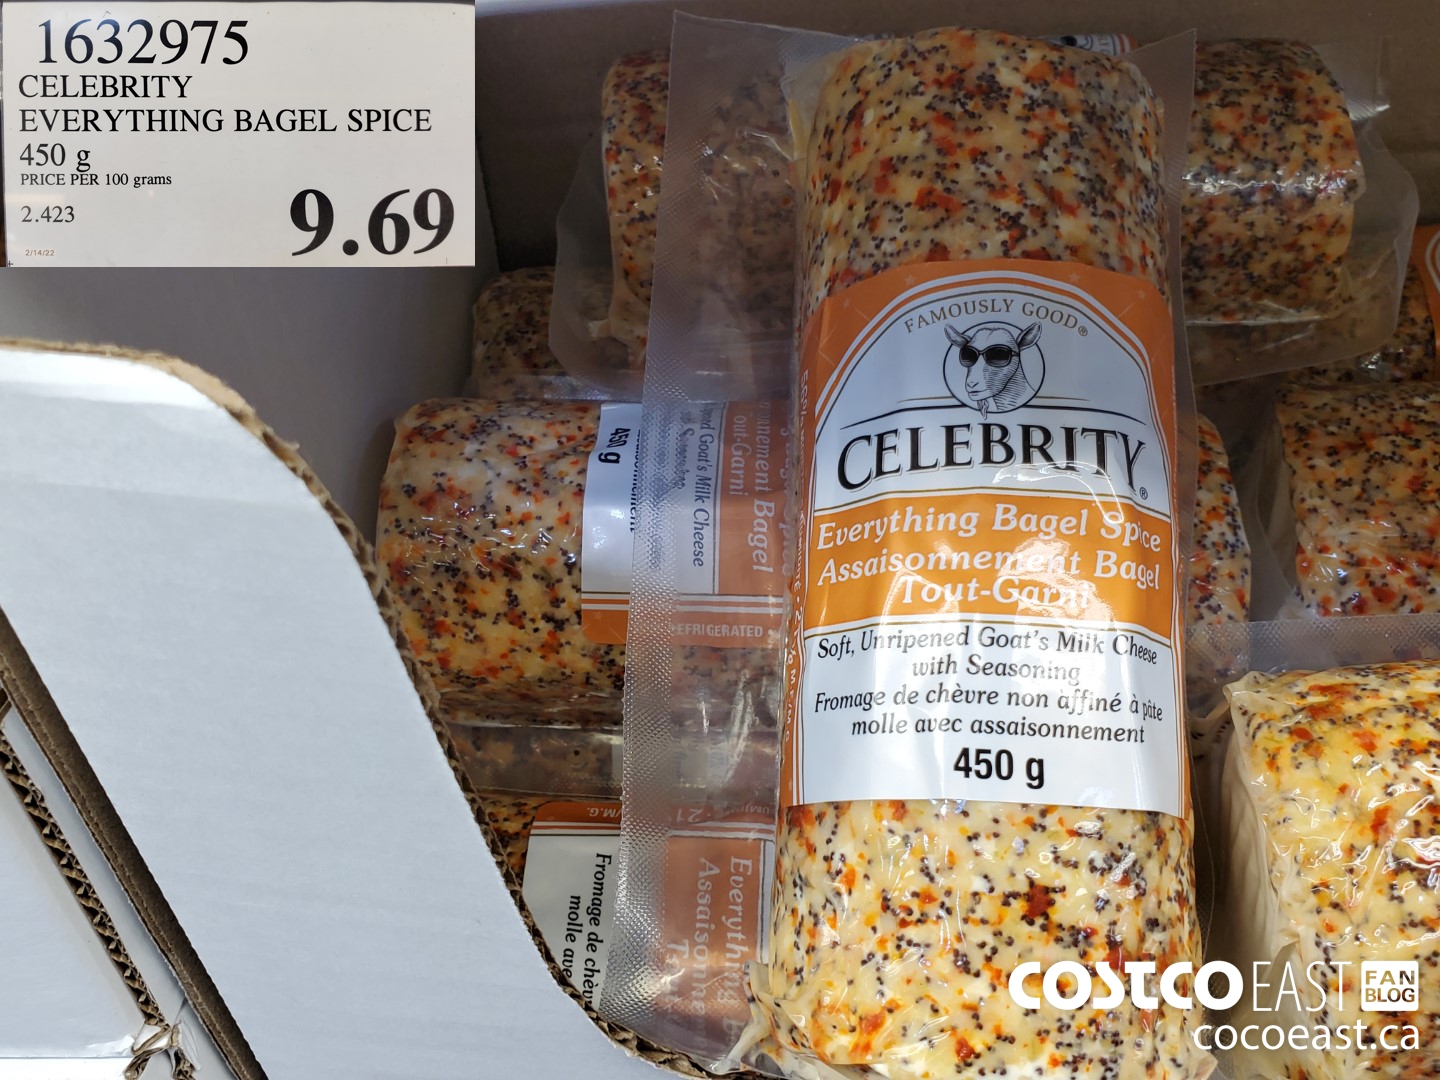 1632975
CELEBRITY
EVERYTHING BAGEL SPICE
450 g
PRICE PER 100 grams
2.423
9.69
2/14/22
FAMOUSLY GOOD®
CELEBRITY®
Everything Bagel Spice
Assaisonnement Bagel
Tout-Garni
Soft, Unripened Goat's Milk Cheese
with Seasoning
Fromage de chèvre non affiné à pâte
molle avec assaisonnement
450 g
450 g
Goat's Milk Cheese
Bagel
out-Garni
REFRIGERATED
Fromage de chèv
molle ave
Everything
Assaisonne
COSTCO EAST FAN BLOG
cocoeast.ca